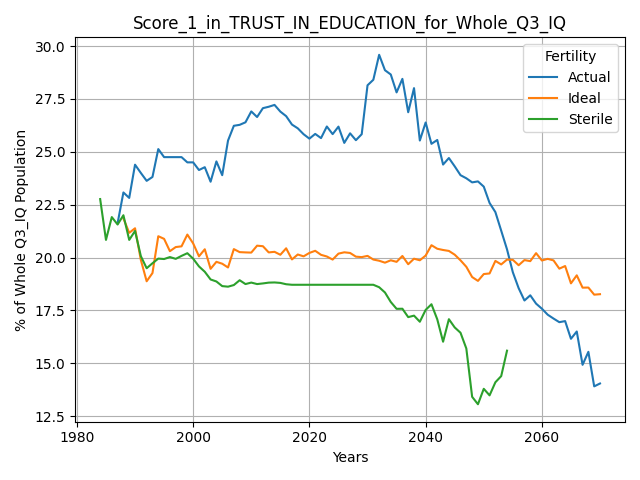 Score_1_in_TRUST_IN_EDUCATION_for_Whole_Q3_IQ
Fertility
Actual
Ideal
Sterile
% of Whole Q3_IQ Population
30.0
27.5
25.0
22.5
20.0
17.5
15.0
12.5
1980
2000
2020
2040
2060
Years